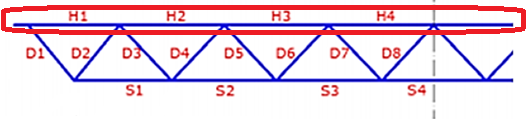 H1 H2 H3 H4
D1 D2 D3 D4 D5 D6 D7 D8
S1 S2 S3 S4